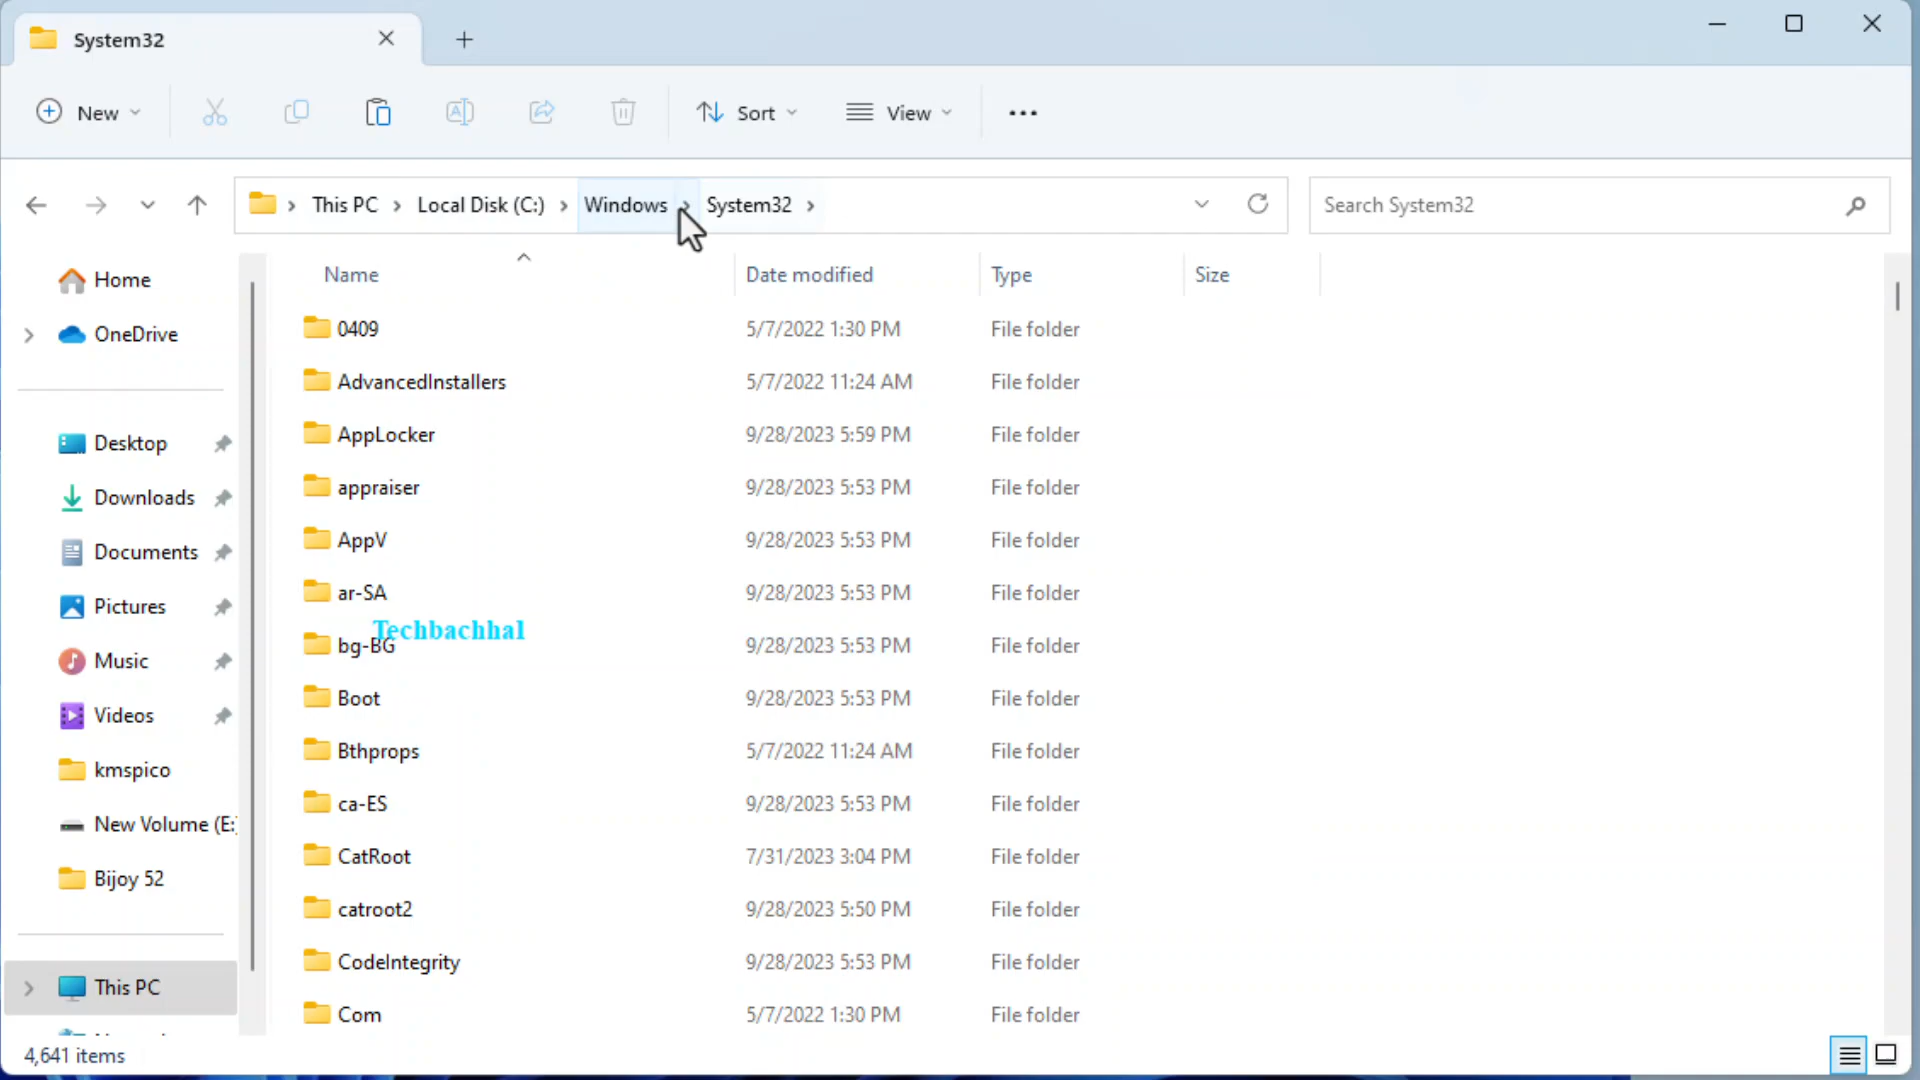 System32
New
Sort
View
This PC
Local Disk (C:)
Windows
System32
Search System32
Home
OneDrive
Desktop
Downloads
Documents
Pictures
Music
Videos
kmspico
New Volume (E:
Bijoy 52
This PC
Name Date modified Type Size
0409 5/7/2022 1:30 PM File folder
AdvancedInstallers 5/7/2022 11:24 AM File folder
AppLocker 9/28/2023 5:59 PM File folder
appraiser 9/28/2023 5:53 PM File folder
AppV 9/28/2023 5:53 PM File folder
ar-SA 9/28/2023 5:53 PM File folder
Techbachhal
bg-BG 9/28/2023 5:53 PM File folder
Boot 9/28/2023 5:53 PM File folder
Bthprops 5/7/2022 11:24 AM File folder
ca-ES 9/28/2023 5:53 PM File folder
CatRoot 7/31/2023 3:04 PM File folder
catroot2 9/28/2023 5:50 PM File folder
CodeIntegrity 9/28/2023 5:53 PM File folder
Com 5/7/2022 1:30 PM File folder
4,641 items